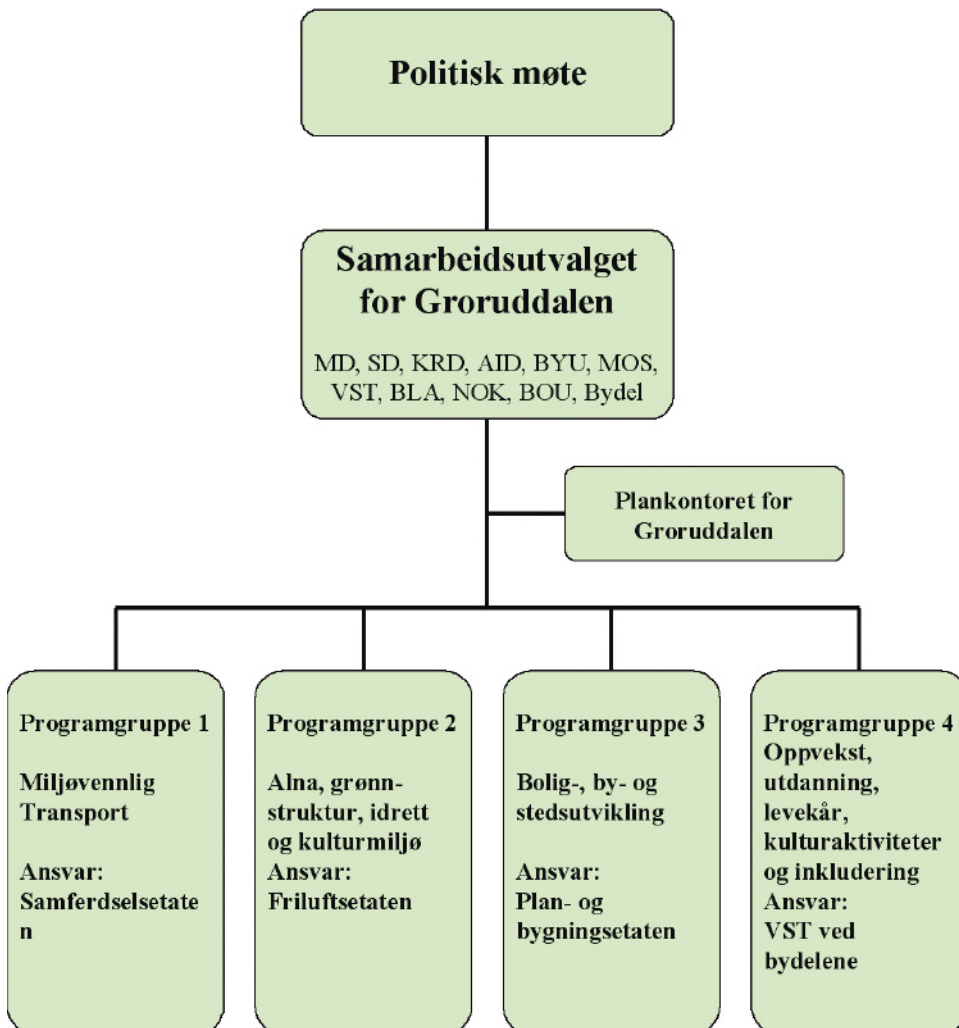 Politisk møte
Samarbeidsutvalget
for Groruddalen
MD, SD, KRD, AID, BYU, MOS,
VST, BLA, NOK, BOU, Bydel
Plankontoret for
Groruddalen
Programgruppe 1
Miljøvennlig
Transport
Ansvar:
Samferdselsetate
n
Programgruppe 2
Alna, grønn-
struktur, idrett
og kulturmiljø
Ansvar:
Friluftsetaten
Programgruppe 3
Bolig-, by- og
stedsutvikling
Ansvar:
Plan- og
bygningsetaten
Programgruppe 4
Oppvekst,
utdanning,
levekår,
kulturaktiviteter
og inkludering
Ansvar:
VST ved
bydelene